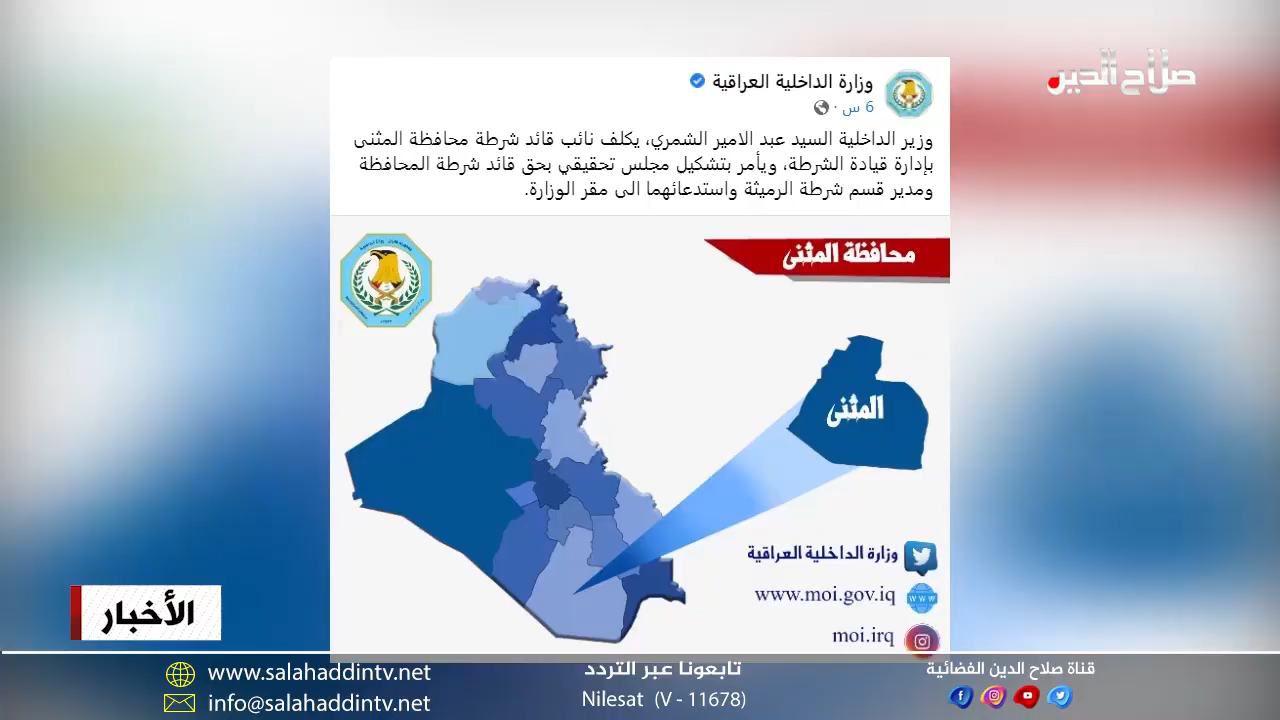 صلاح الدين
وزارة الداخلية العراقية
6 س ·
وزير الداخلية السيد عبد الامير الشمري، يكلف نائب قائد شرطة محافظة المثنى
بإدارة قيادة الشرطة، ويأمر بتشكيل مجلس تحقيقي بحق قائد شرطة المحافظة
ومدير قسم شرطة الرميثة واستدعائهما الى مقر الوزارة.
محافظة المثنى
المثنى
وزارة الداخلية العراقية
www.moi.gov.iq
www
moi.irq
الأخبار
قناة صلاح الدين الفضائية
تابعونا عبر التردد
Nilesat (V - 11678)
www.salahaddintv.net
info@salahaddintv.net